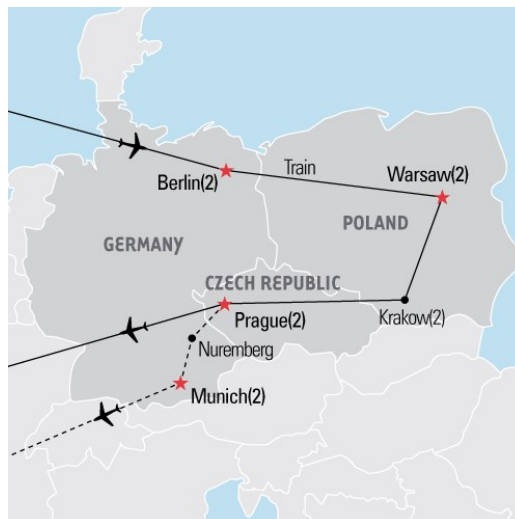 Berlin(2)
Train
Warsaw(2)
GERMANY
POLAND
CZECH REPUBLIC
Prague(2)
Krakow(2)
Nuremberg
Munich(2)